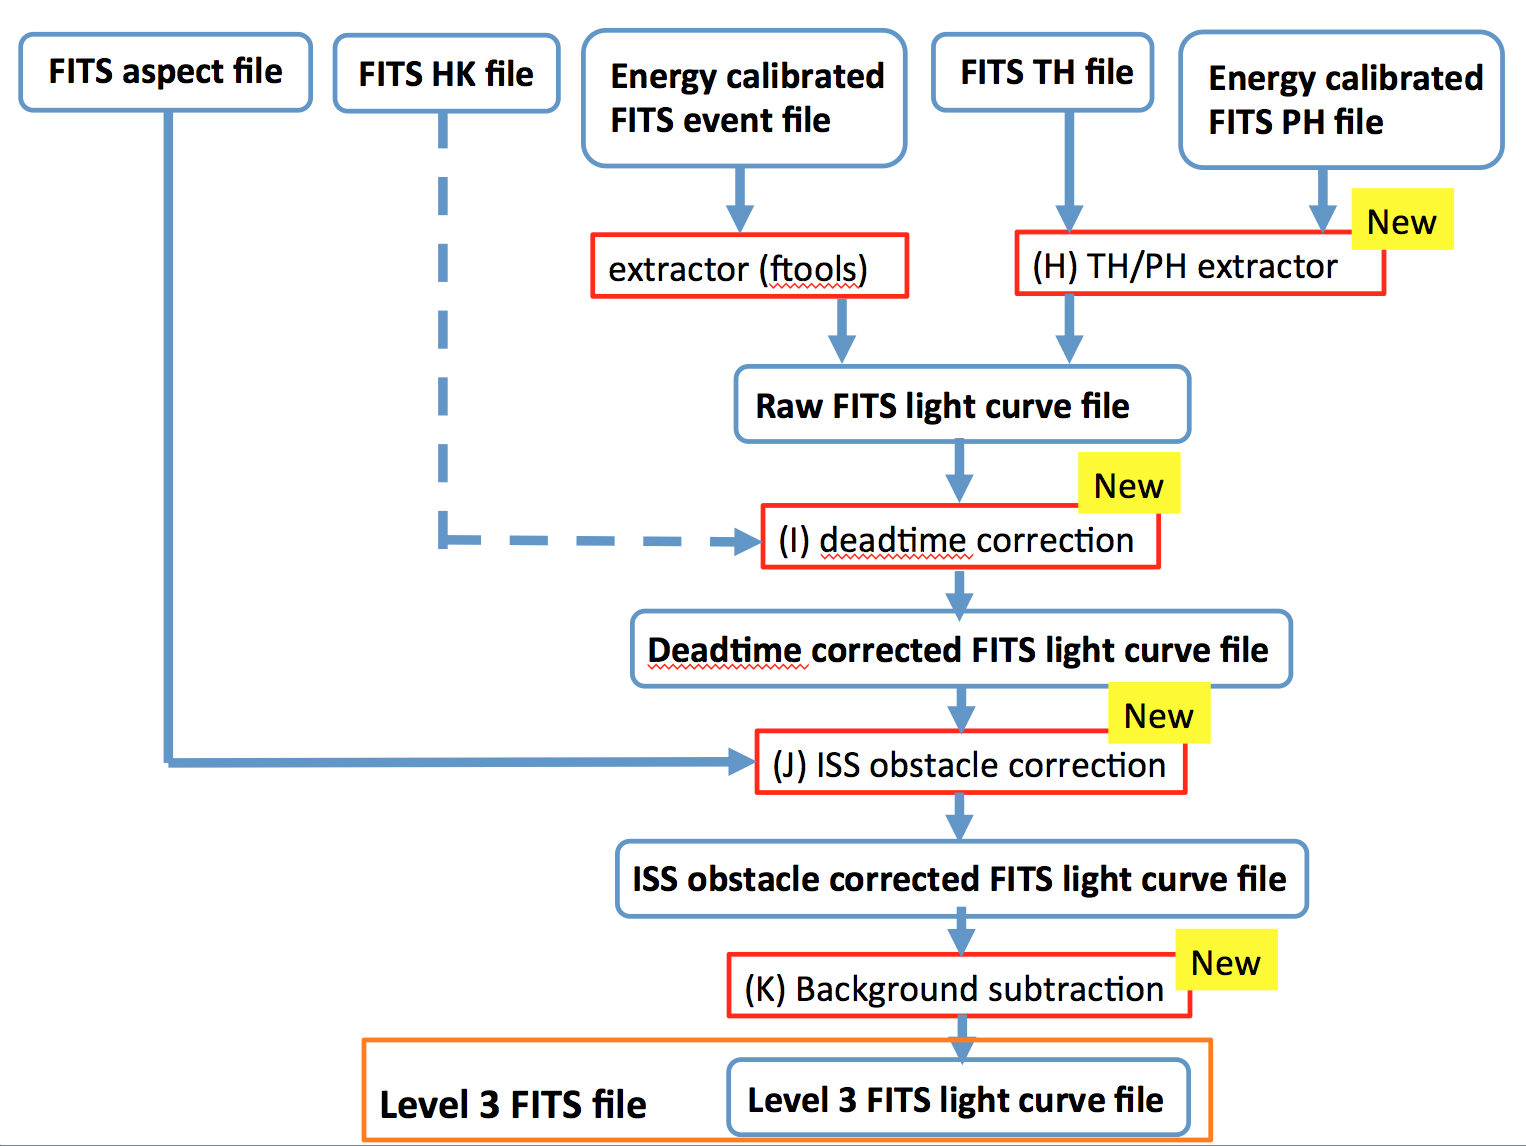 FITS aspect file
FITS HK file
Energy calibrated
FITS event file
FITS TH file
Energy calibrated
FITS PH file
New
extractor (ftools)
(H) TH/PH extractor
Raw FITS light curve file
New
(I) deadtime correction
Deadtime corrected FITS light curve file
New
(J) ISS obstacle correction
ISS obstacle corrected FITS light curve file
New
(K) Background subtraction
Level 3 FITS file
Level 3 FITS light curve file